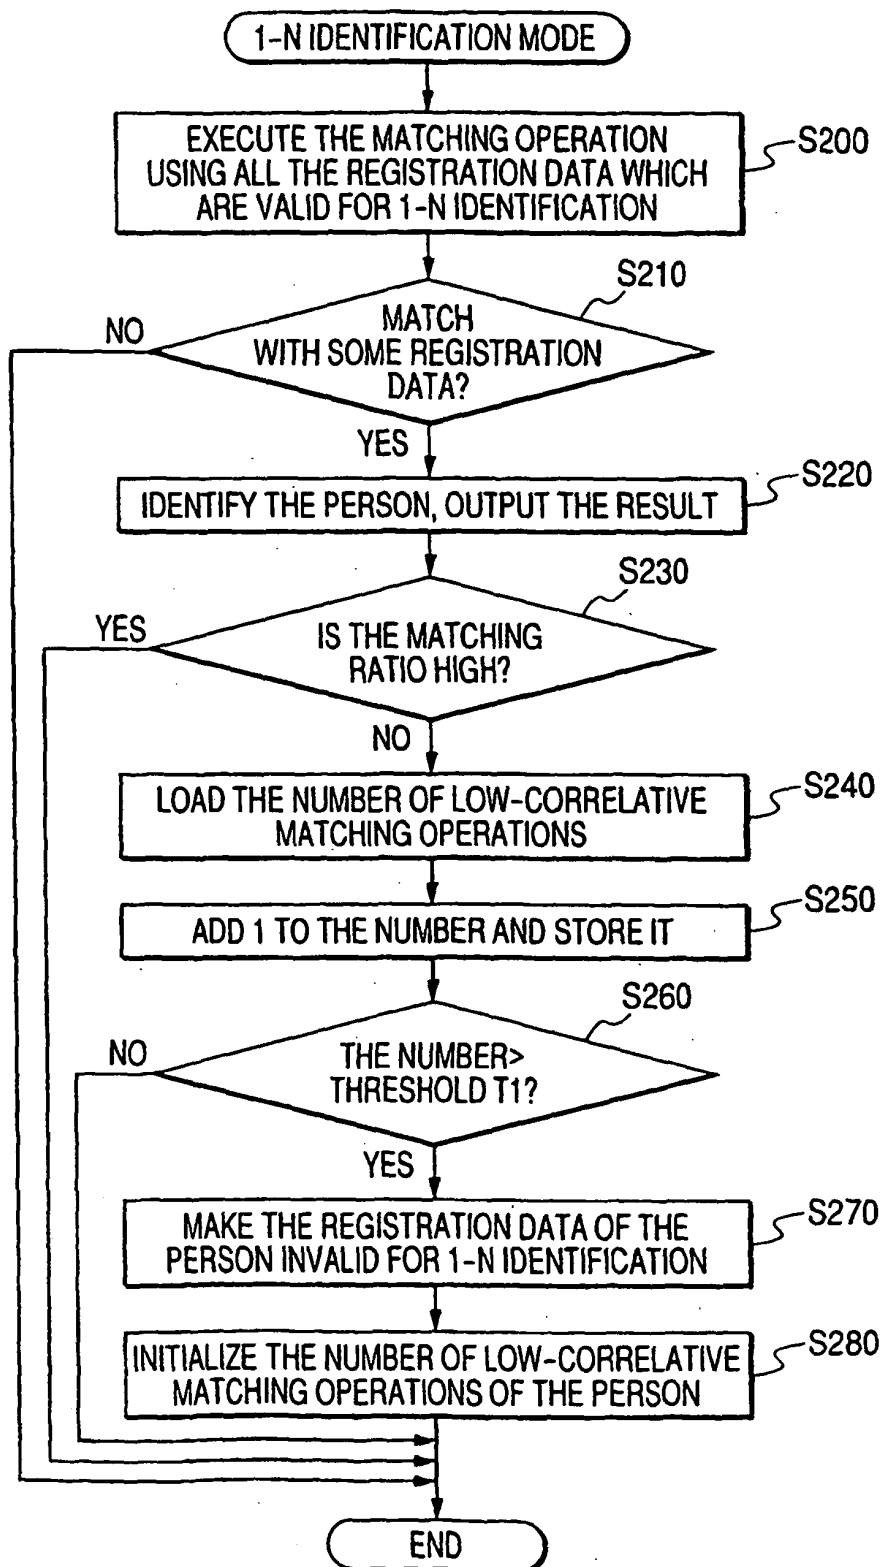 1-N IDENTIFICATION MODE
EXECUTE THE MATCHING OPERATION
USING ALL THE REGISTRATION DATA WHICH
ARE VALID FOR 1-N IDENTIFICATION
S200
S210
MATCH
WITH SOME REGISTRATION
DATA?
NO
YES
S220
IDENTIFY THE PERSON, OUTPUT THE RESULT
S230
YES
IS THE MATCHING
RATIO HIGH?
NO
S240
LOAD THE NUMBER OF LOW-CORRELATIVE
MATCHING OPERATIONS
S250
ADD 1 TO THE NUMBER AND STORE IT
S260
NO
THE NUMBER>
THRESHOLD T1?
YES
S270
MAKE THE REGISTRATION DATA OF THE
PERSON INVALID FOR 1-N IDENTIFICATION
S280
INITIALIZE THE NUMBER OF LOW-CORRELATIVE
MATCHING OPERATIONS OF THE PERSON
END